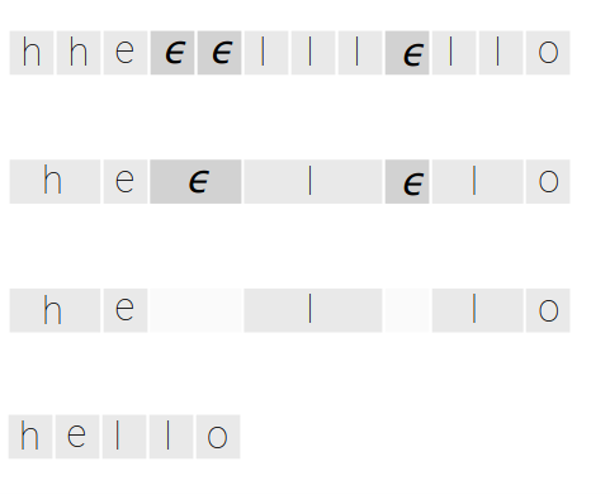 h h e ϵ ϵ l l l ϵ l l o
h e ϵ l ϵ l o
h e l l o
h e l l o